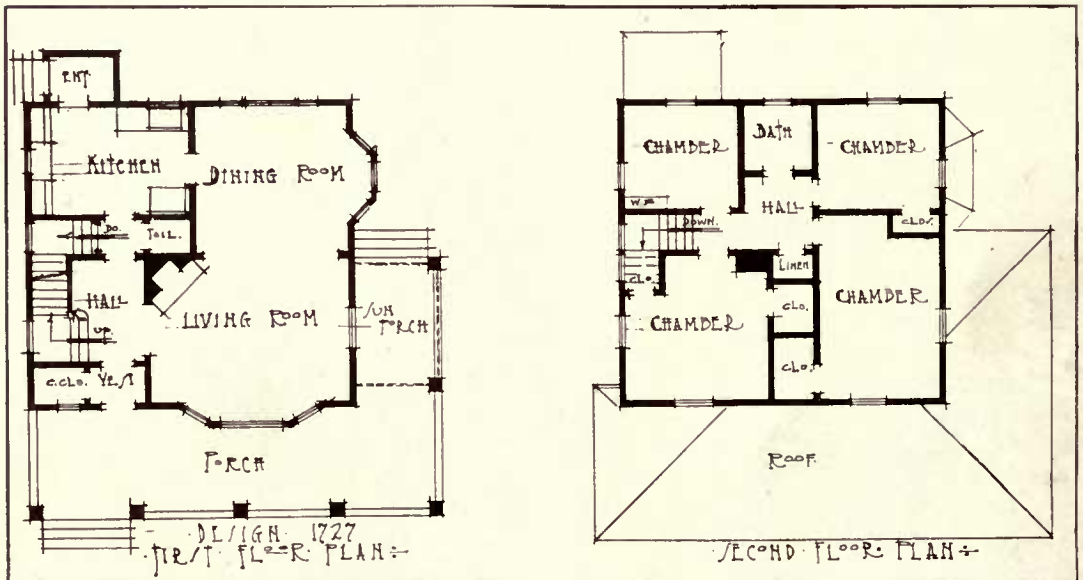 ENT.
KITCHEN
DINING ROOM
DO.
TOIL.
HALL
UP.
LIVING ROOM
SUN
PORCH
C.CLO.
VEST
PORCH
DESIGN 1727
FIRST FLOOR PLAN
CHAMBER
BATH
CHAMBER
HALL
DOWN.
CLOS.
CLO.
LINEN
CHAMBER
CLO.
CHAMBER
CLO.
ROOF.
SECOND FLOOR PLAN